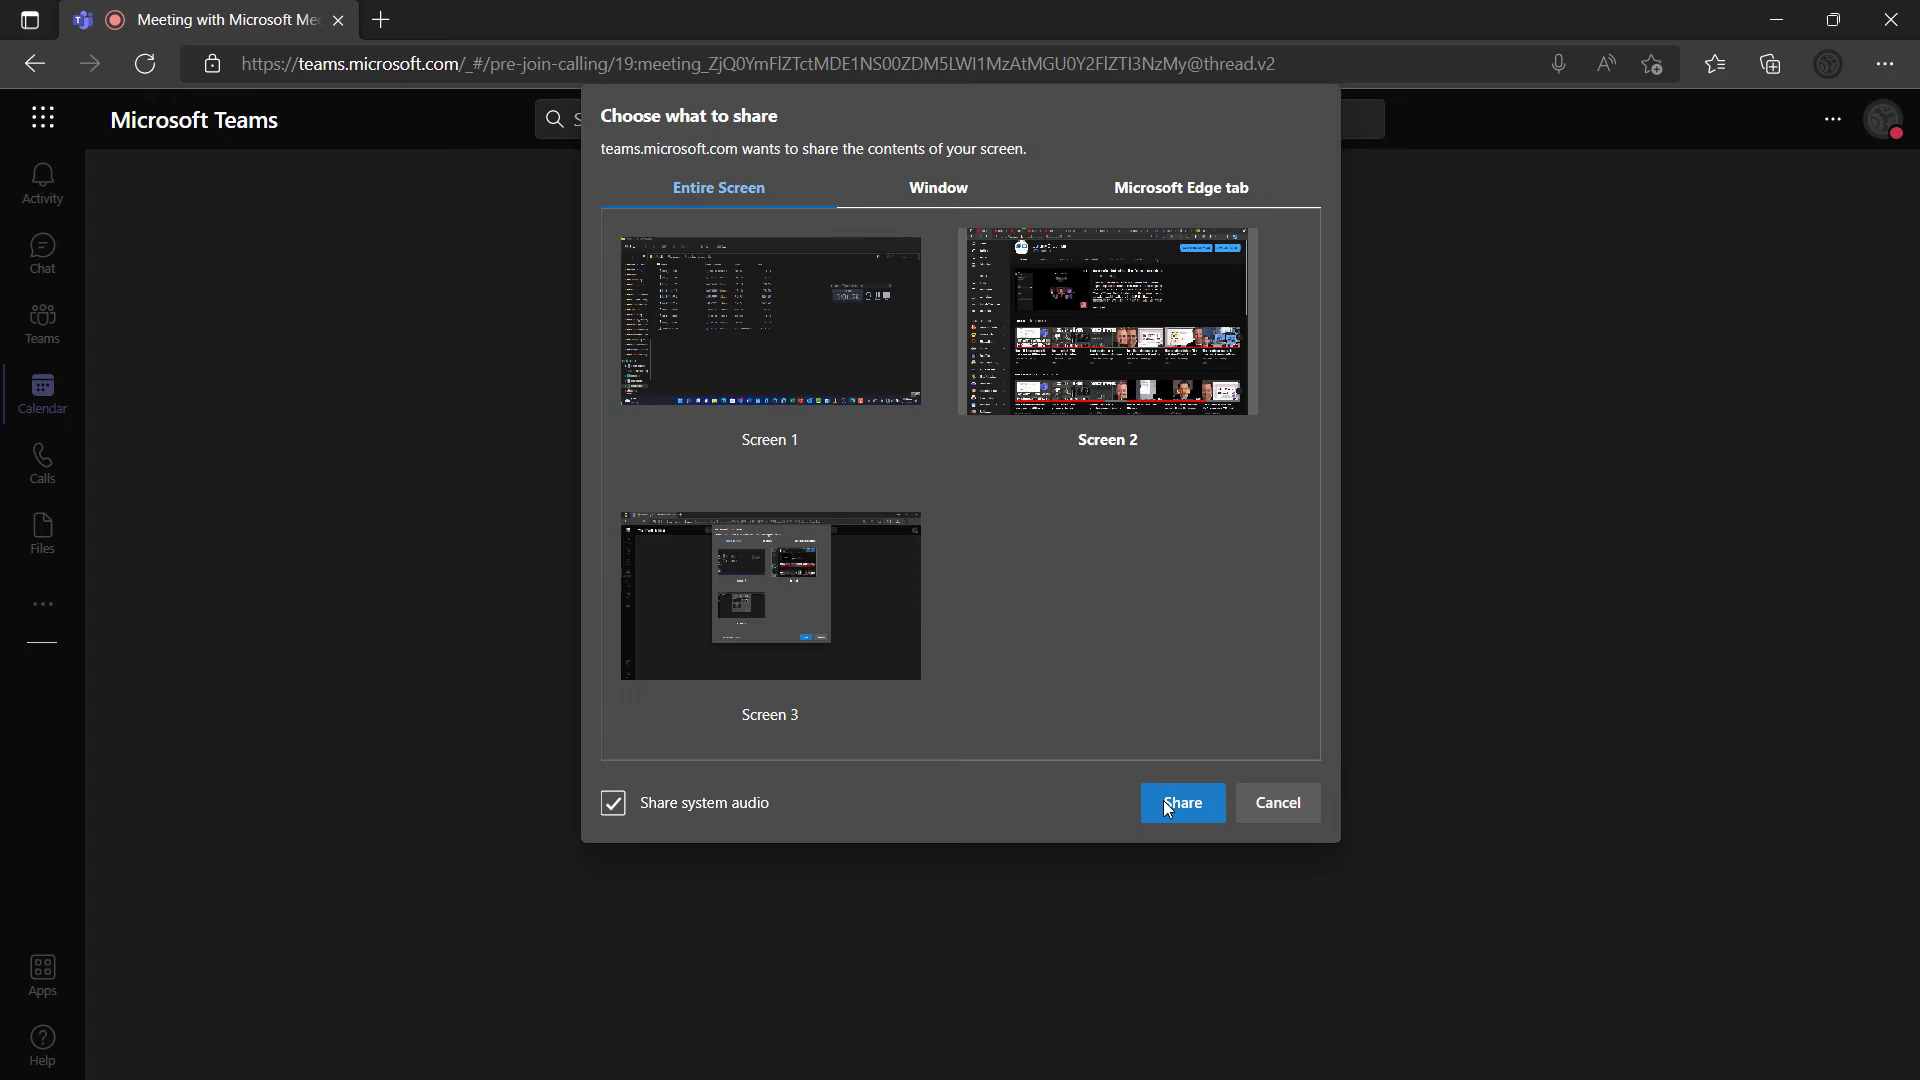 Meeting with Microsoft Me
https://teams.microsoft.com/_#/pre-join-calling/19:meeting_ZjQ0YmFlZTctMDE1NS00ZDM5LWI1MzAtMGU0Y2FlZTI3NzMy@thread.v2
Microsoft Teams
S
Choose what to share
teams.microsoft.com wants to share the contents of your screen.
Entire Screen
Window
Microsoft Edge tab
Activity
Chat
Teams
Calendar
Calls
Files
Apps
Help
Screen 1
Screen 2
Screen 3
Share system audio
Share
Cancel